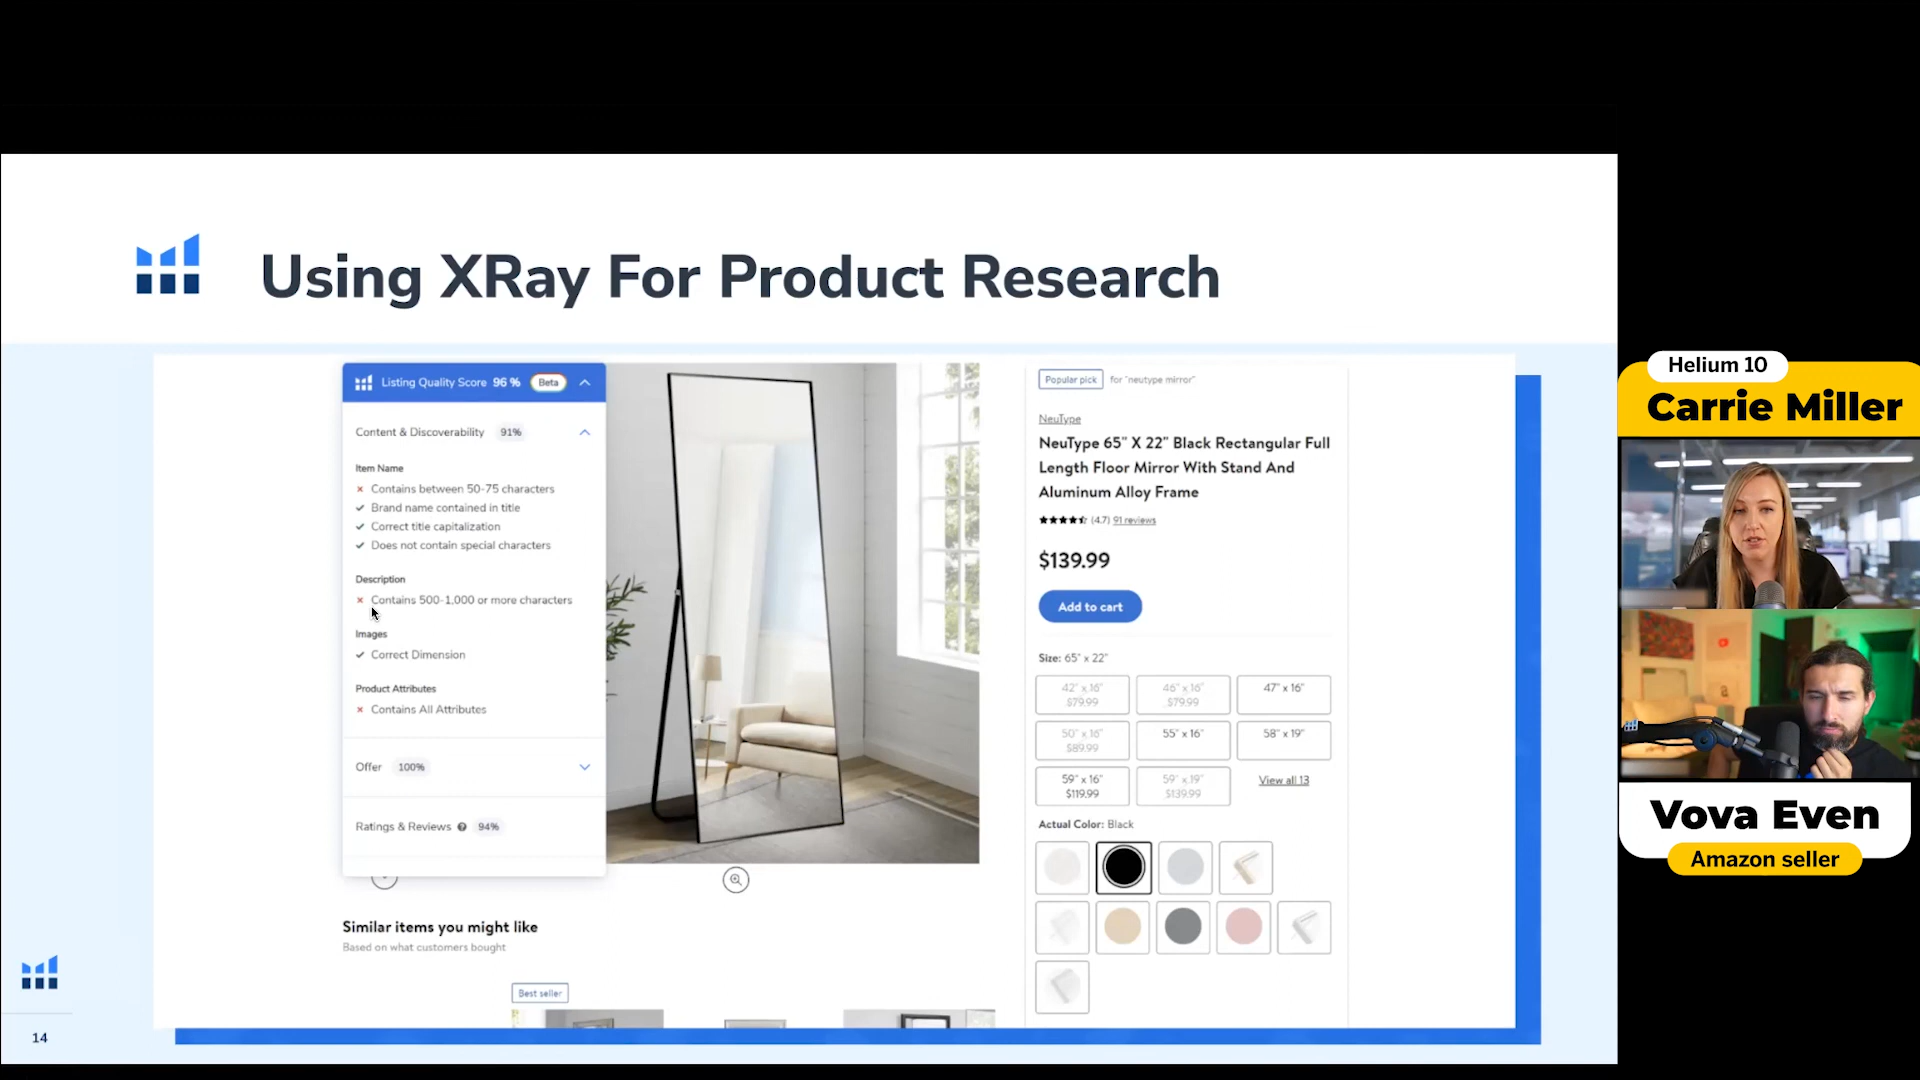 Using XRay For Product Research
Listing Quality Score 96 % Beta
Content & Discoverability 91%
Item Name
Contains between 50-75 characters
Brand name contained in title
Correct title capitalization
Does not contain special characters
Description
Contains 500-1,000 or more characters
Images
Correct Dimension
Product Attributes
Contains All Attributes
Offer 100%
Ratings & Reviews 94%
Similar items you might like
Based on what customers bought
Best seller
Popular pick for "neutype mirror"
NeuType
NeuType 65" X 22" Black Rectangular Full
Length Floor Mirror With Stand And
Aluminum Alloy Frame
(4.7) 91 reviews
$139.99
Add to cart
Size: 65" x 22"
42" x 16" 46" x 16" 47" x 16"
$79.99 $79.99
50" x 16" 55" x 16" 58" x 19"
$89.99
59" x 16" 59" x 19" View all 13
$119.99 $139.99
Actual Color: Black
14
Helium 10
Carrie Miller
Vova Even
Amazon seller